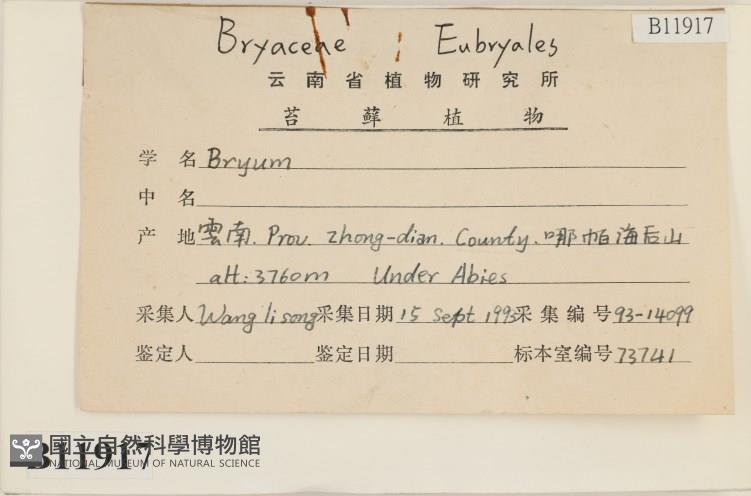 B11917
Bryaceae ; Eubryales
云南省植物研究所
苔藓植物
学 名 Bryum
中 名
产 地 雲南. Prov. Zhong-dian. County. 哪帕海后山
alt: 3760m Under Abies
采集人 Wang li song 采集日期 15 Sept 1993 采集编号 93-14099
鉴定人 鉴定日期 标本室编号 73741
B11917
國立自然科學博物館
NATIONAL MUSEUM OF NATURAL SCIENCE